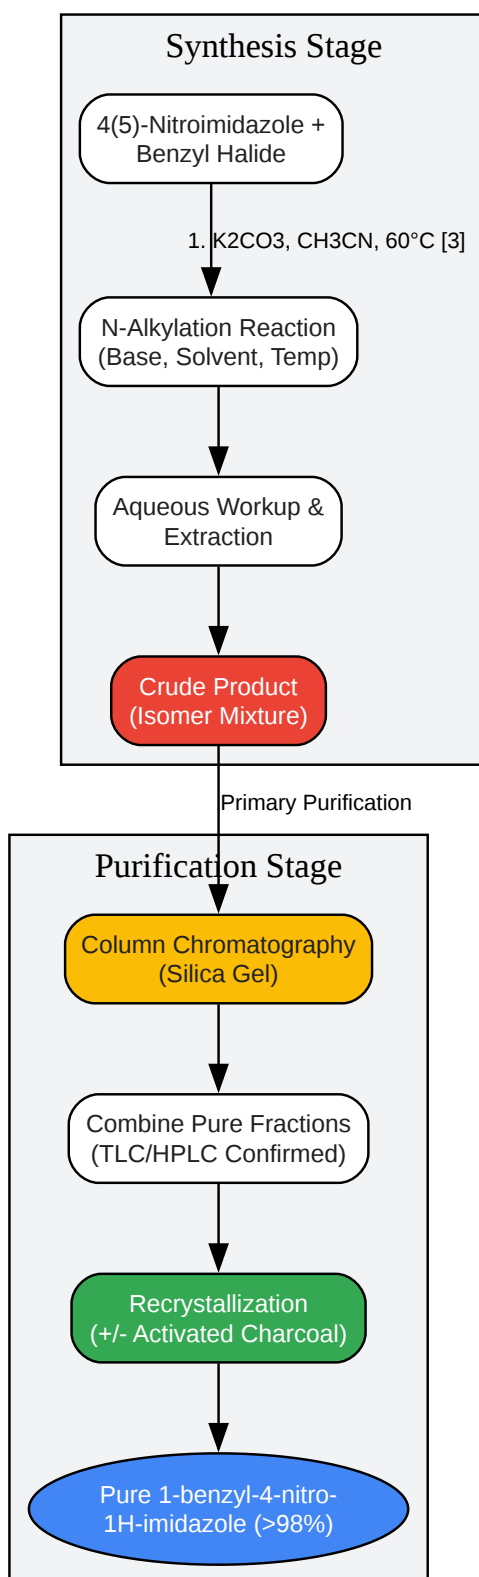 Synthesis Stage
4(5)-Nitroimidazole +
Benzyl Halide
1. K2CO3, CH3CN, 60°C [3]
N-Alkylation Reaction
(Base, Solvent, Temp)
Aqueous Workup &
Extraction
Crude Product
(Isomer Mixture)
Primary Purification
Purification Stage
Column Chromatography
(Silica Gel)
Combine Pure Fractions
(TLC/HPLC Confirmed)
Recrystallization
(+/- Activated Charcoal)
Pure 1-benzyl-4-nitro-
1H-imidazole (>98%)